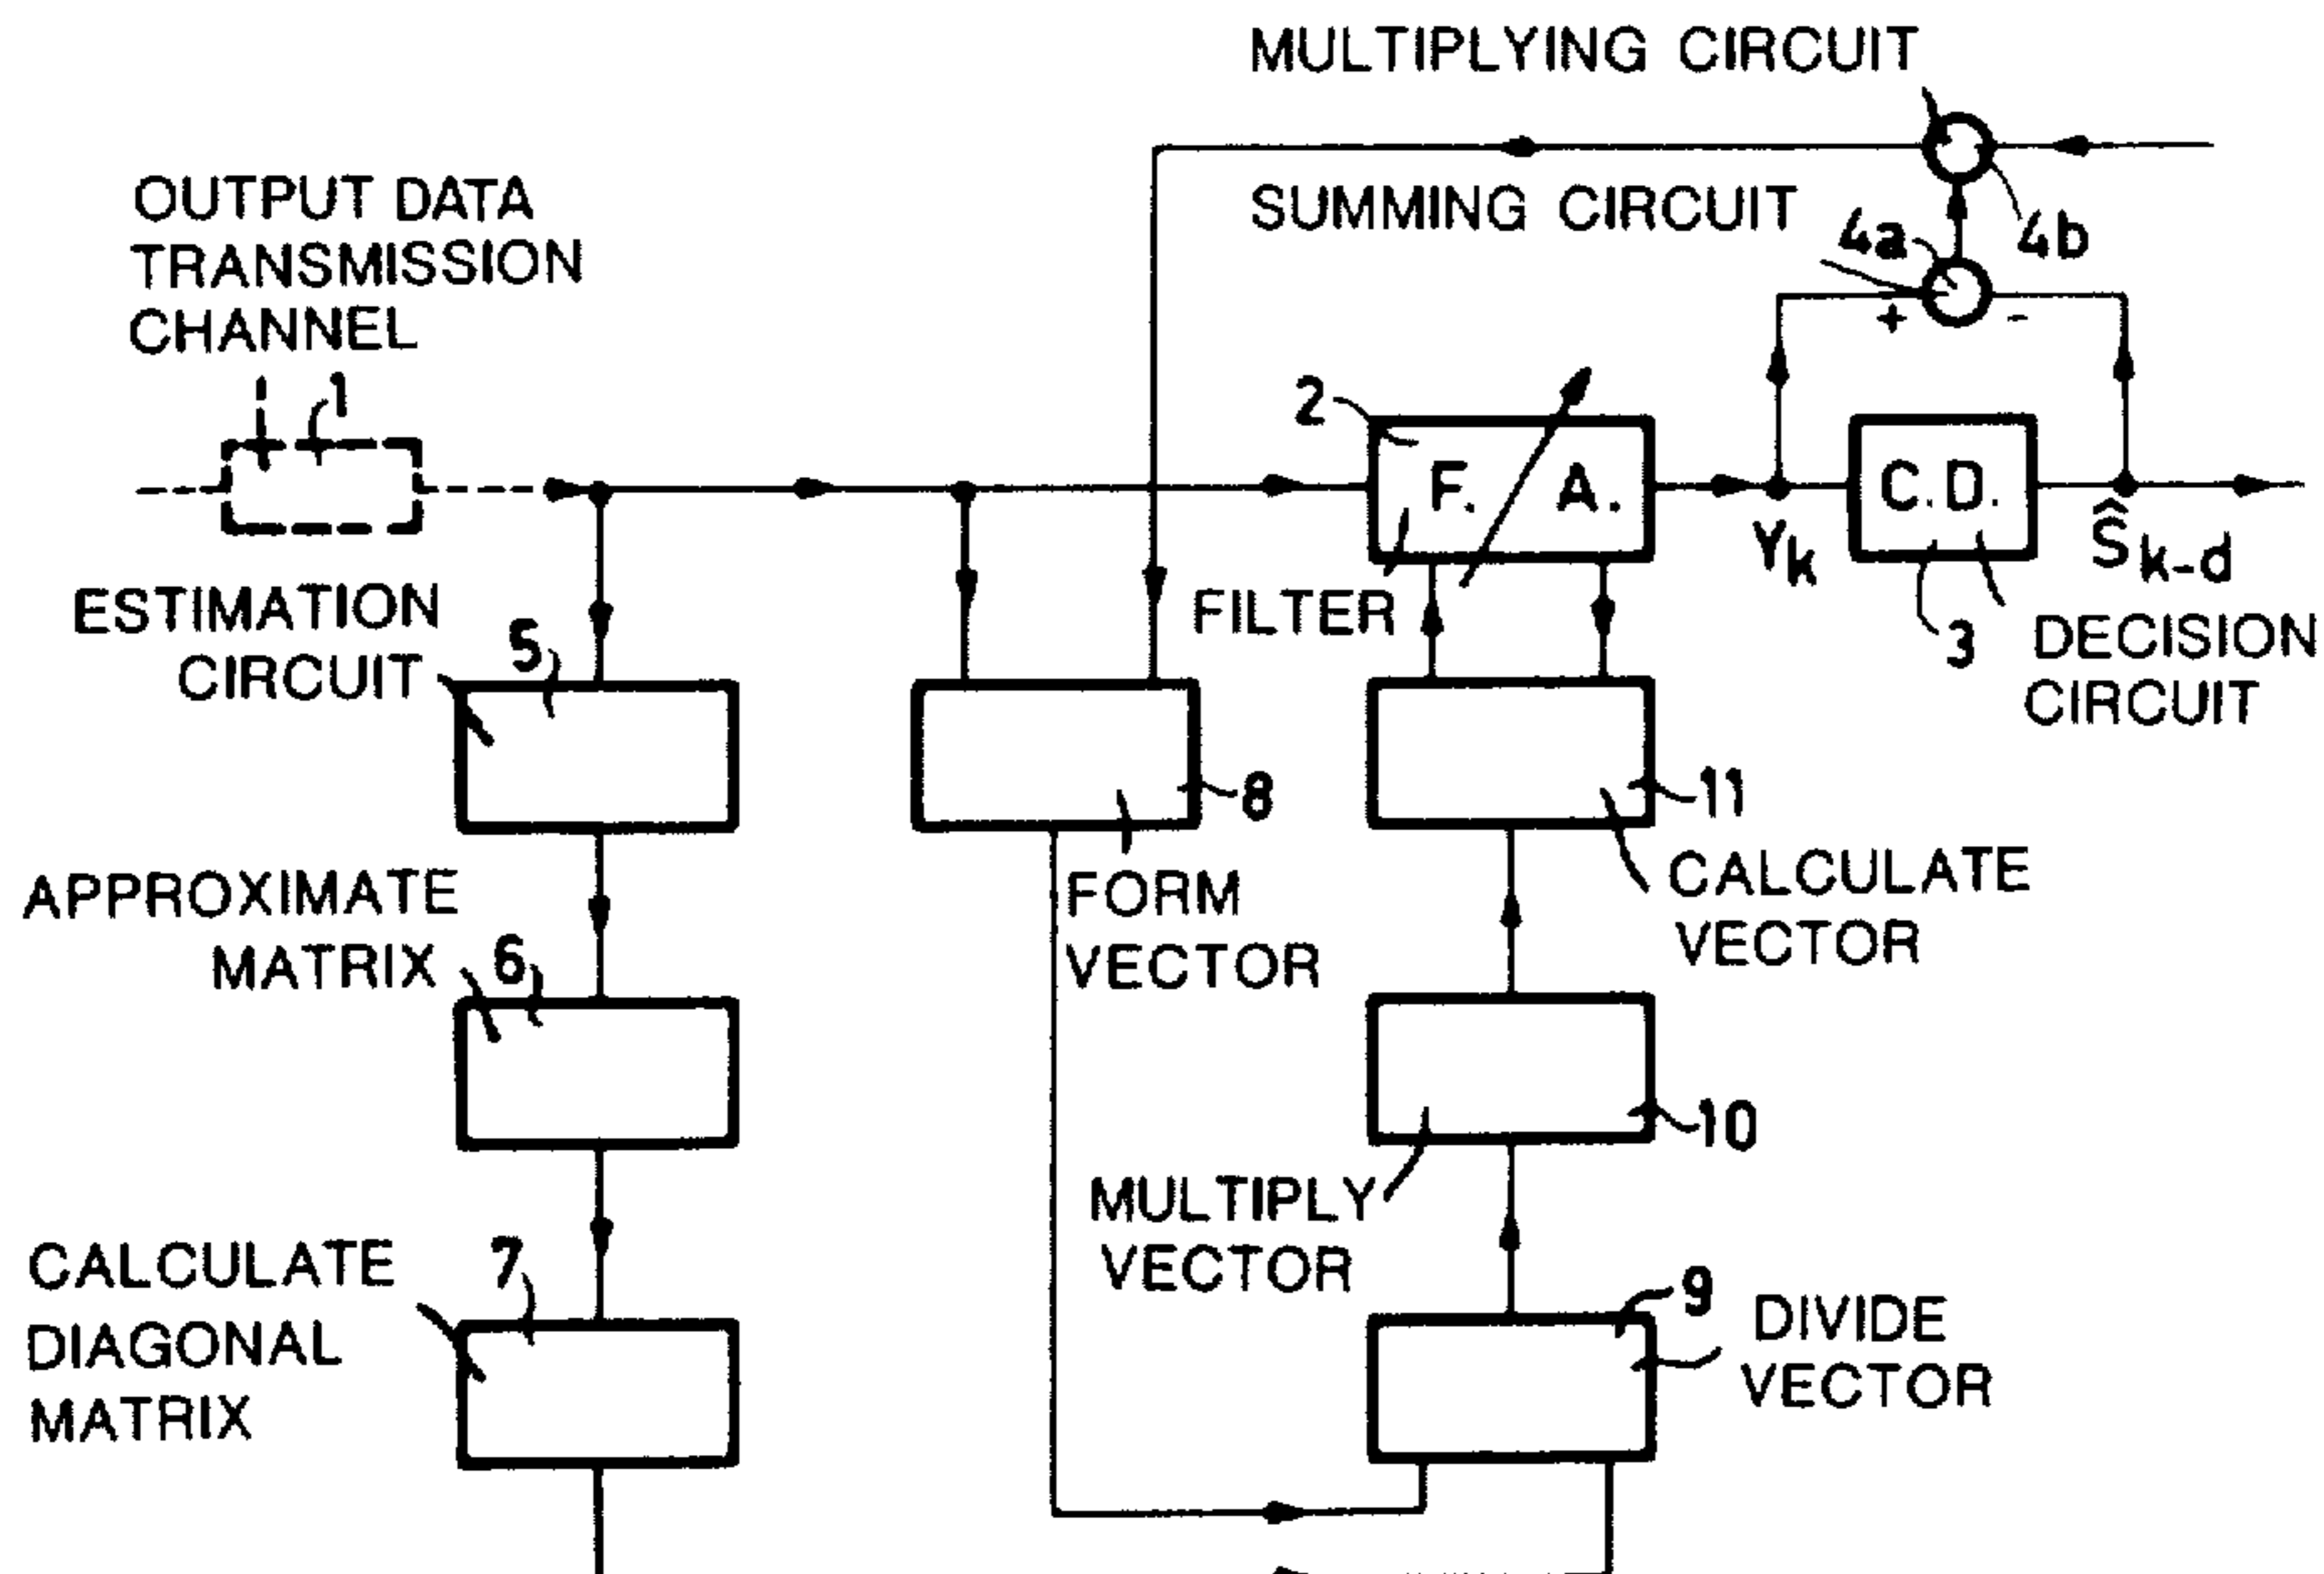 MULTIPLYING CIRCUIT
OUTPUT DATA
TRANSMISSION
CHANNEL
SUMMING CIRCUIT
4a
4b
+
-
1
2
F. A.
C.D.
Yk
Ŝk-d
ESTIMATION
CIRCUIT
FILTER
3
DECISION
CIRCUIT
5
8
11
APPROXIMATE
MATRIX
FORM
VECTOR
CALCULATE
VECTOR
6
10
MULTIPLY
VECTOR
CALCULATE
DIAGONAL
MATRIX
7
9
DIVIDE
VECTOR